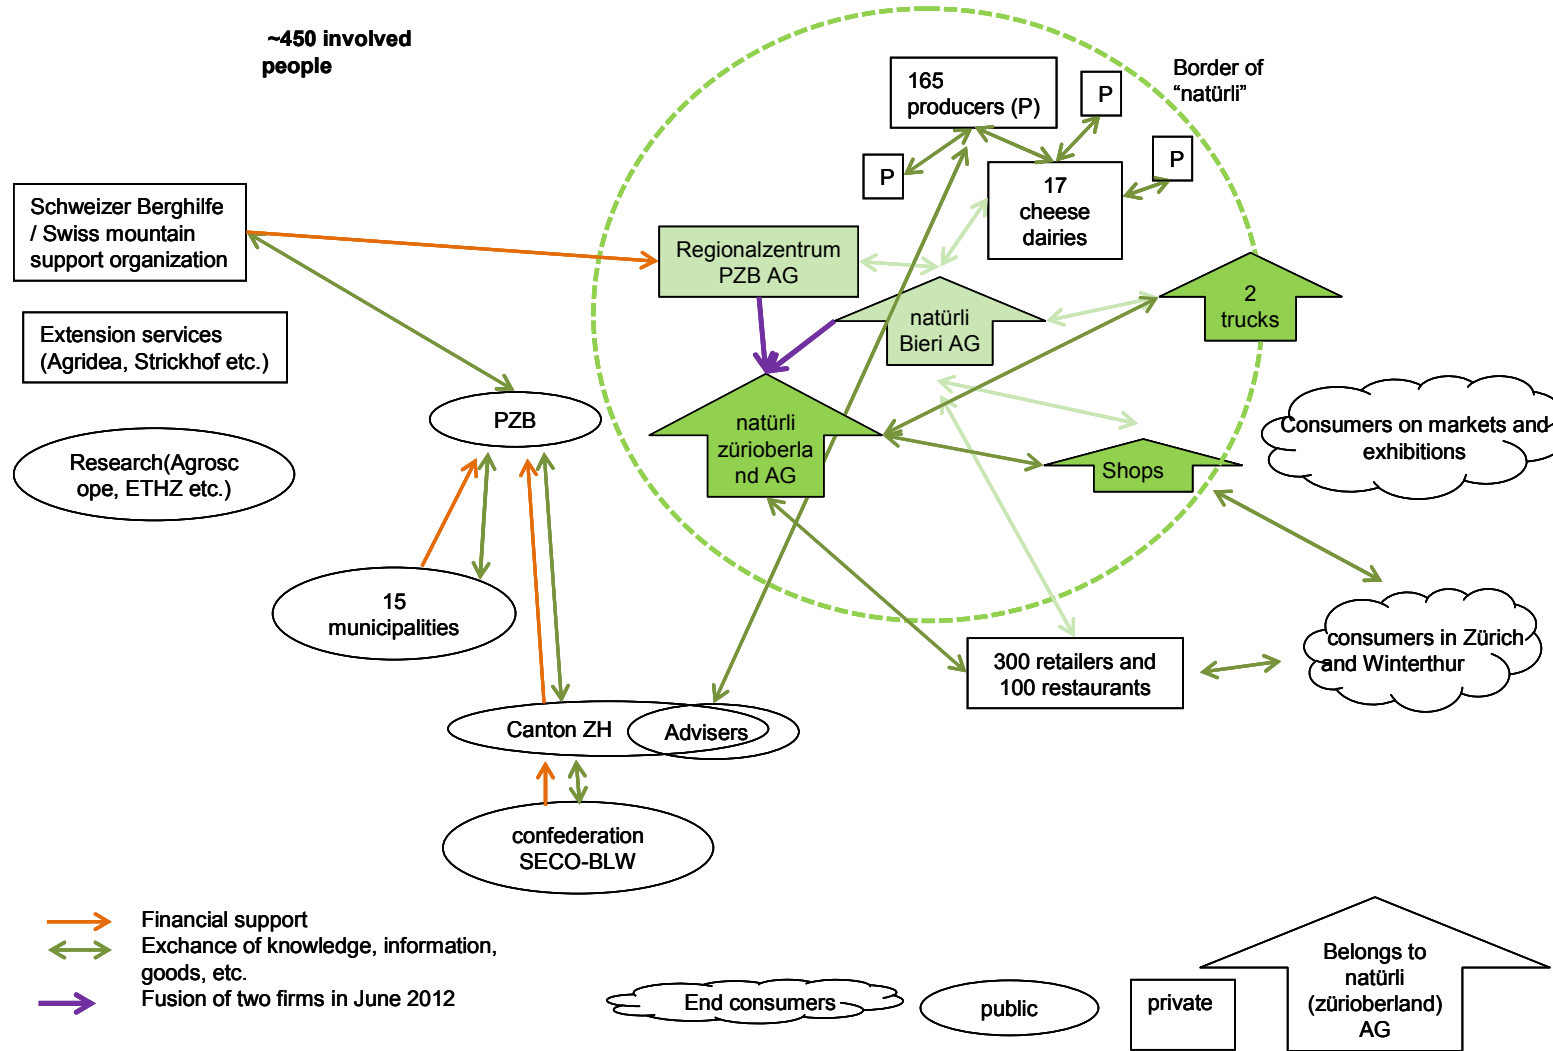 ~450 involved
people
165
producers (P)
P
P
P
Border of
“natürli”
17
cheese
dairies
Schweizer Berghilfe
/ Swiss mountain
support organization
Regionalzentrum
PZB AG
2
trucks
natürli
Bieri AG
Extension services
(Agridea, Strickhof etc.)
PZB
natürli
zürioberla
nd AG
Shops
Consumers on markets and
exhibitions
Research(Agrosc
ope, ETHZ etc.)
15
municipalities
300 retailers and
100 restaurants
consumers in Zürich
and Winterthur
Canton ZH
Advisers
confederation
SECO-BLW
Financial support
Exchance of knowledge, information,
goods, etc.
Fusion of two firms in June 2012
End consumers
public
private
Belongs to
natürli
(zürioberland)
AG